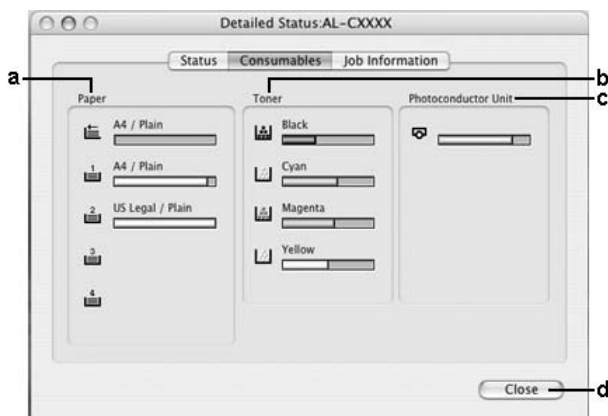 Detailed Status:AL-CXXXX
Status Consumables Job Information
a
b
c
Paper
Toner
Photoconductor Unit
A4 / Plain
1
A4 / Plain
2
US Legal / Plain
3
4
Black
Cyan
Magenta
Yellow
Close
d